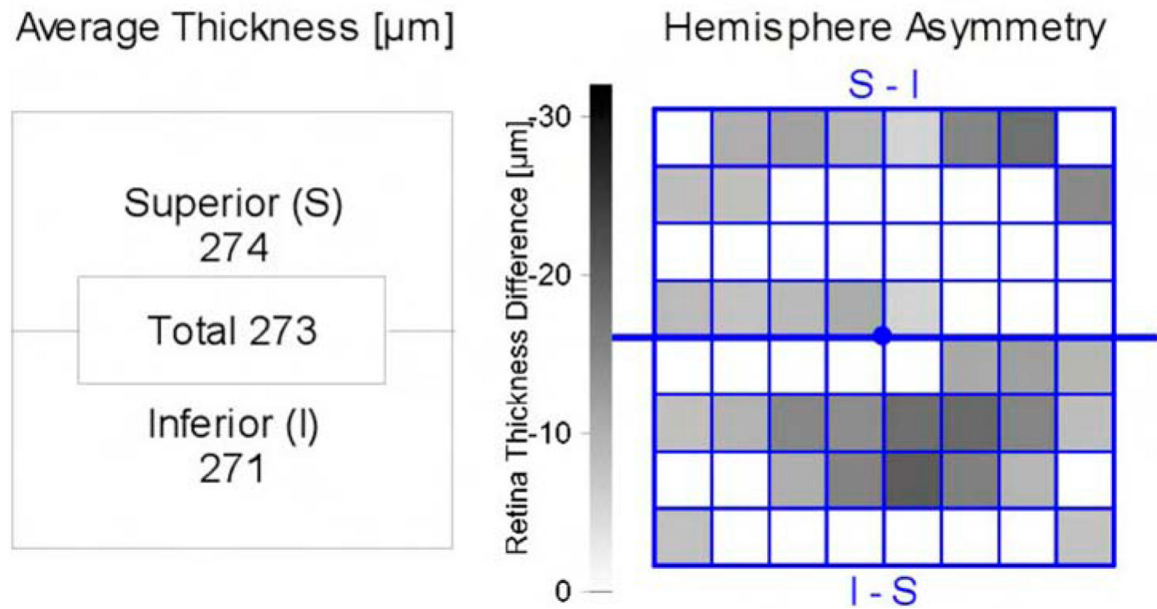 Average Thickness [µm]
Superior (S)
274
Total 273
Inferior (I)
271
Hemisphere Asymmetry
Retina Thickness Difference [µm]
-30
-20
-10
0
S - I
I - S